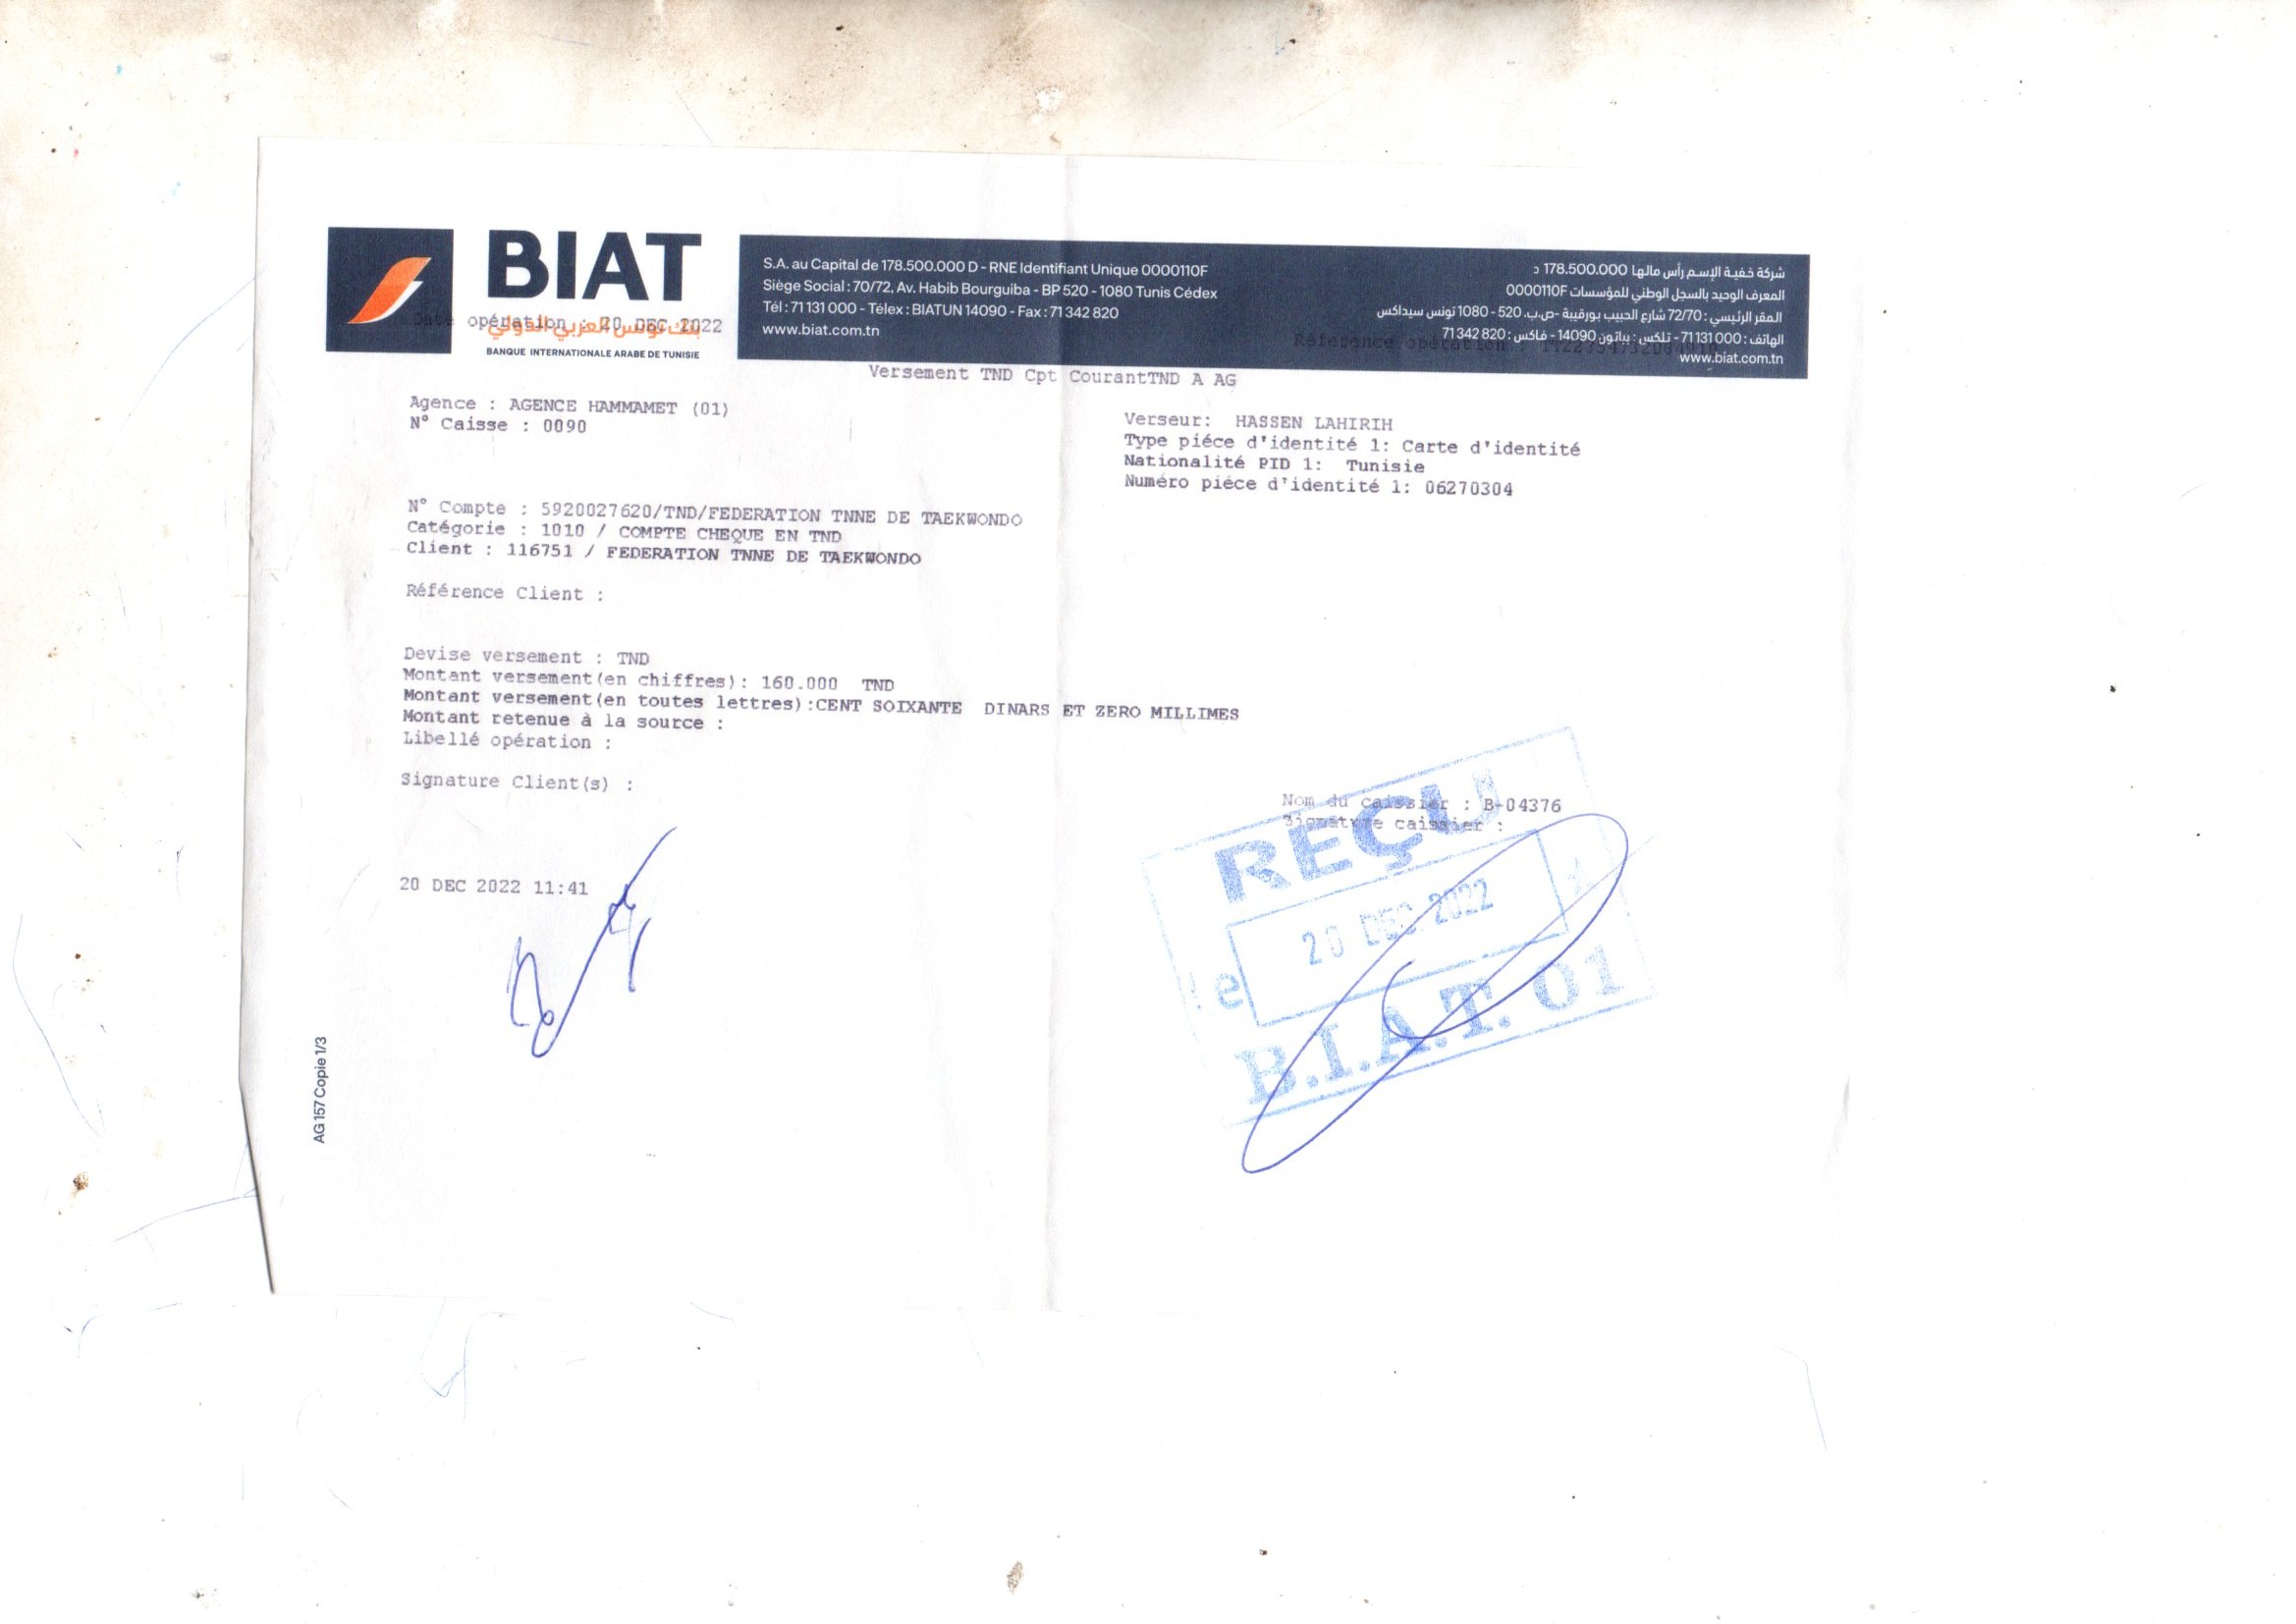 BIAT
بنك تونس العربي الدولي
BANQUE INTERNATIONALE ARABE DE TUNISIE
S.A. au Capital de 178.500.000 D - RNE Identifiant Unique 0000110F
Siège Social : 70/72, Av. Habib Bourguiba - BP 520 - 1080 Tunis Cédex
Tél : 71 131 000 - Télex : BIATUN 14090 - Fax : 71 342 820
www.biat.com.tn
شركة خفية الإسم رأس مالها 178.500.000 د
المعرف الوحيد بالسجل الوطني للمؤسسات 0000110F
المقر الرئيسي : 72/70 شارع الحبيب بورقيبة -ص.ب. 520 - 1080 تونس سيداكس
الهاتف : 71 131 000 - تلكس : بياتون 14090 - فاكس : 71 342 820
www.biat.com.tn
Date opération : 20 DEC 2022
Référence opération :
Versement TND Cpt CourantTND A AG
Agence : AGENCE HAMMAMET (01)
N° Caisse : 0090
Verseur: HASSEN LAHIRIH
Type piéce d'identité 1: Carte d'identité
Nationalité PID 1: Tunisie
Numéro piéce d'identité 1: 06270304
N° Compte : 5920027620/TND/FEDERATION TNNE DE TAEKWONDO
Catégorie : 1010 / COMPTE CHEQUE EN TND
Client : 116751 / FEDERATION TNNE DE TAEKWONDO
Référence Client :
Devise versement : TND
Montant versement(en chiffres): 160.000 TND
Montant versement(en toutes lettres):CENT SOIXANTE DINARS ET ZERO MILLIMES
Montant retenue à la source :
Libellé opération :
Signature Client(s) :
Nom du caissier : B-04376
Signature caissier :
20 DEC 2022 11:41
REÇU
le 20 DEC 2022
B.I.A.T. 01
AG 157 Copie 1/3